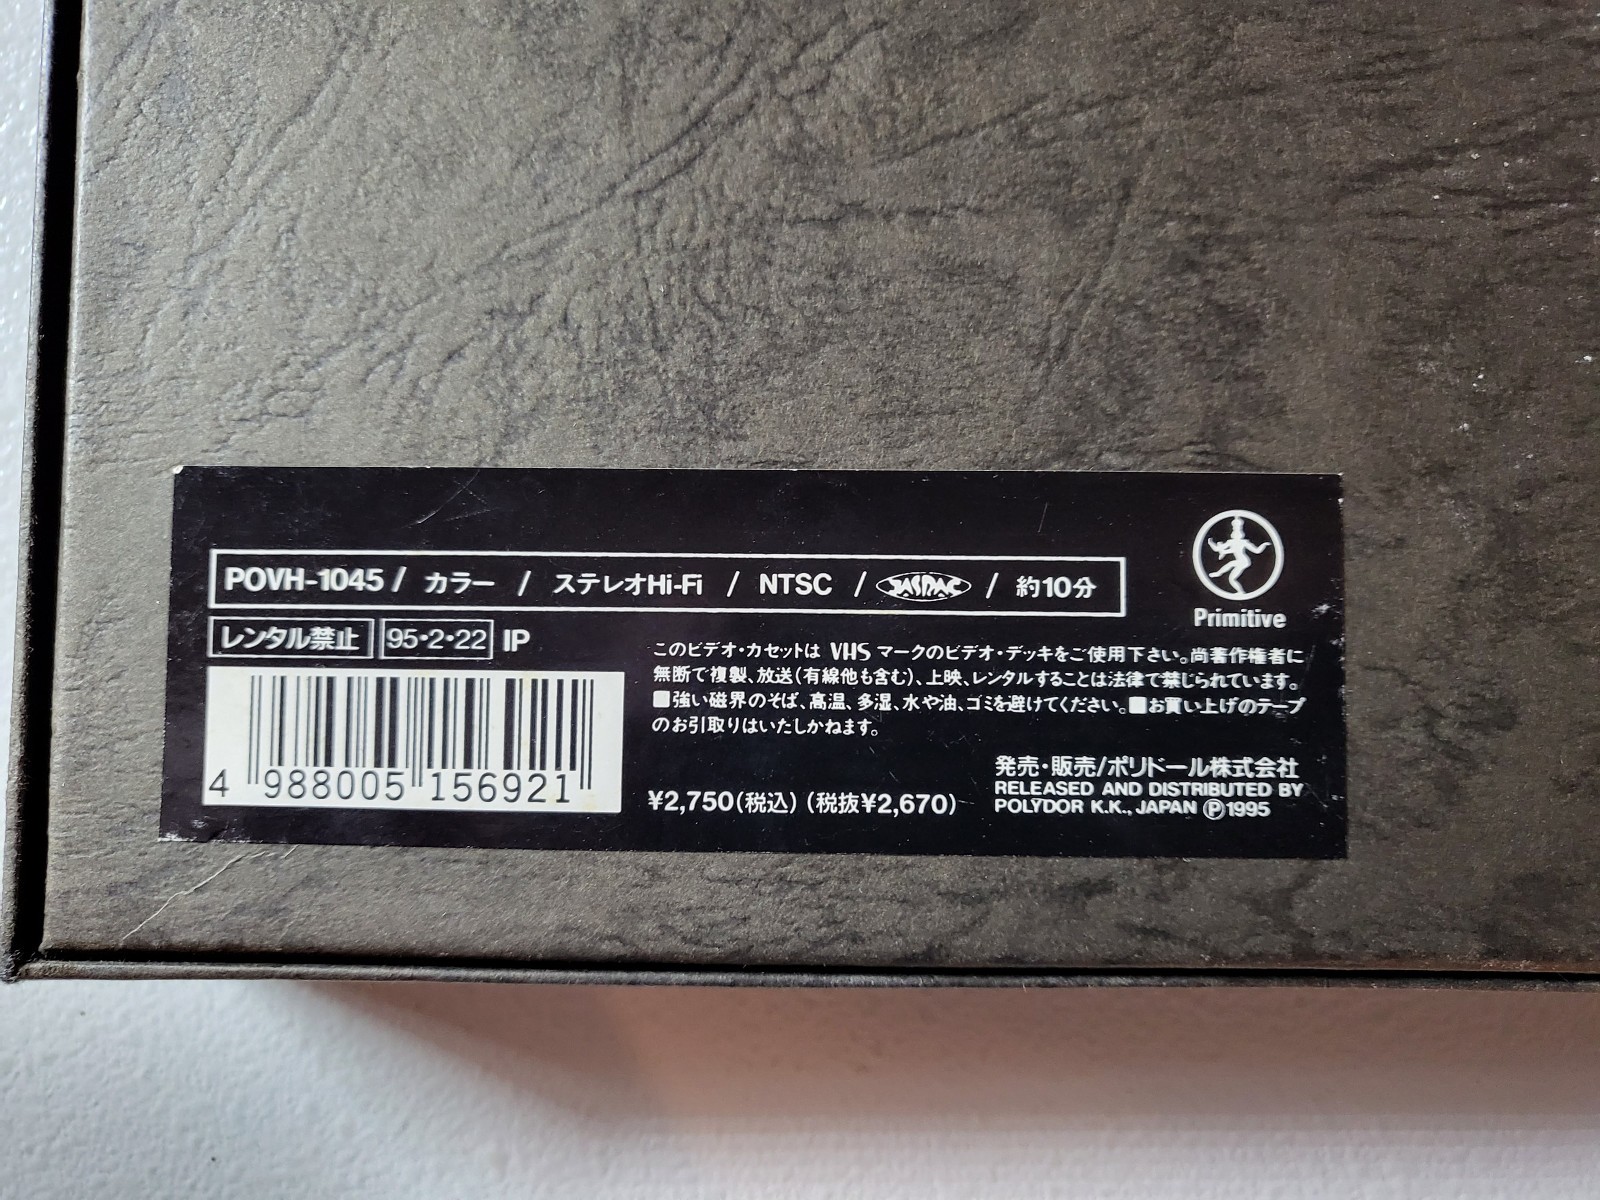 POVH-1045 / カラー / ステレオHi-Fi / NTSC / JASRAC / 約10分
Primitive
レンタル禁止 95・2・22 IP
このビデオ・カセットは VHS マークのビデオ・デッキをご使用下さい。尚著作権者に
無断で複製、放送(有線他も含む)、上映、レンタルすることは法律で禁じられています。
■強い磁界のそば、高温、多湿、水や油、ゴミを避けてください。■お買い上げのテープ
のお引取りはいたしかねます。
4 988005 156921
¥2,750(税込) (税抜¥2,670)
発売・販売/ポリドール株式会社
RELEASED AND DISTRIBUTED BY
POLYDOR K.K., JAPAN Ⓟ1995